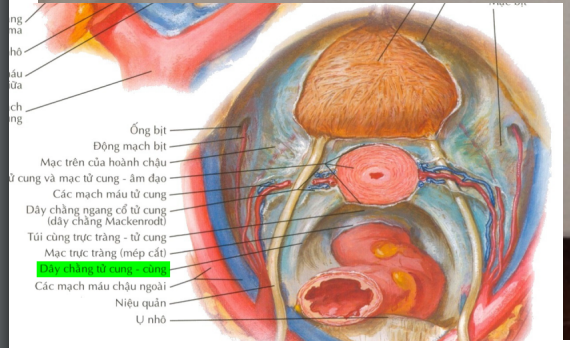 ống bịt
Động mạch bịt
Mạc trên của hoành chậu
ử cung và mạc tử cung - âm đạo
Các mạch máu tử cung
Dây chằng ngang cổ tử cung
(dây chằng Mackenrodt)
Túi cùng trực tràng - tử cung
Mạc trực tràng (mép cắt)
Dây chằng tử cung - cùng
Các mạch máu chậu ngoài
Niệu quản
Ụ nhô